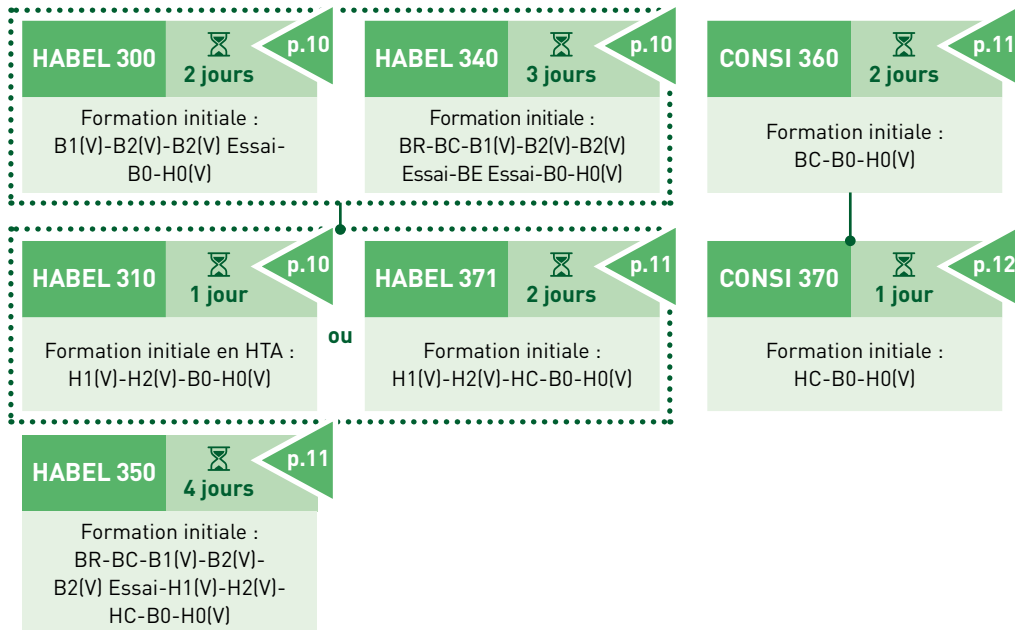 HABEL 300
2 jours
p.10
Formation initiale :
B1(V)-B2(V)-B2(V) Essai-
B0-H0(V)
HABEL 340
3 jours
p.10
Formation initiale :
BR-BC-B1(V)-B2(V)-B2(V)
Essai-BE Essai-B0-H0(V)
CONSI 360
2 jours
p.11
Formation initiale :
BC-B0-H0(V)
HABEL 310
1 jour
p.10
Formation initiale en HTA :
H1(V)-H2(V)-B0-H0(V)
ou
HABEL 371
2 jours
p.11
Formation initiale :
H1(V)-H2(V)-HC-B0-H0(V)
CONSI 370
1 jour
p.12
Formation initiale :
HC-B0-H0(V)
HABEL 350
4 jours
p.11
Formation initiale :
BR-BC-B1(V)-B2(V)-
B2(V) Essai-H1(V)-H2(V)-
HC-B0-H0(V)